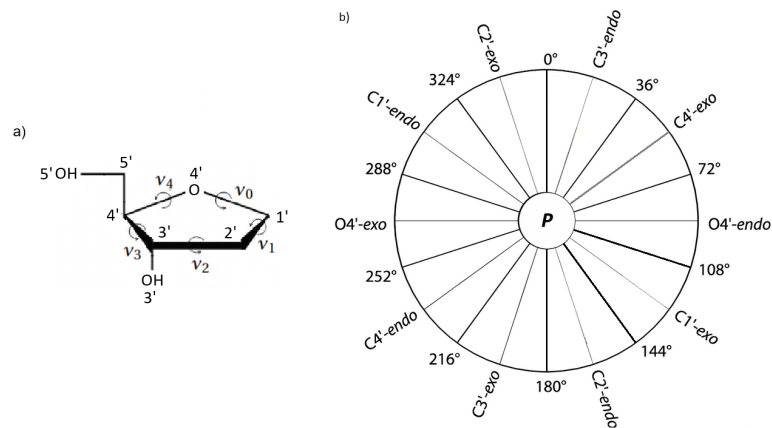 a)
5'OH
5'
4'
O
ν4
ν0
4'
1'
ν3
3'
2'
ν1
ν2
OH
3'
b)
C2'-exo
0°
C3'-endo
324°
36°
C1'-endo
C4'-exo
288°
72°
O4'-exo
P
O4'-endo
252°
108°
C4'-endo
C1'-exo
216°
144°
C3'-exo
180°
C2'-endo